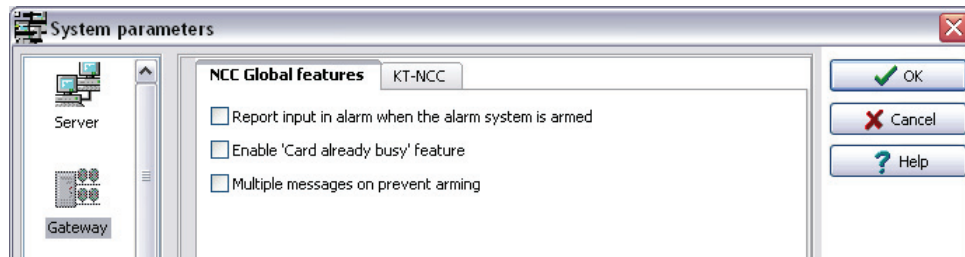 System parameters
NCC Global features KT-NCC
OK
Server
Report input in alarm when the alarm system is armed
Cancel
Enable 'Card already busy' feature
Help
Multiple messages on prevent arming
Gateway